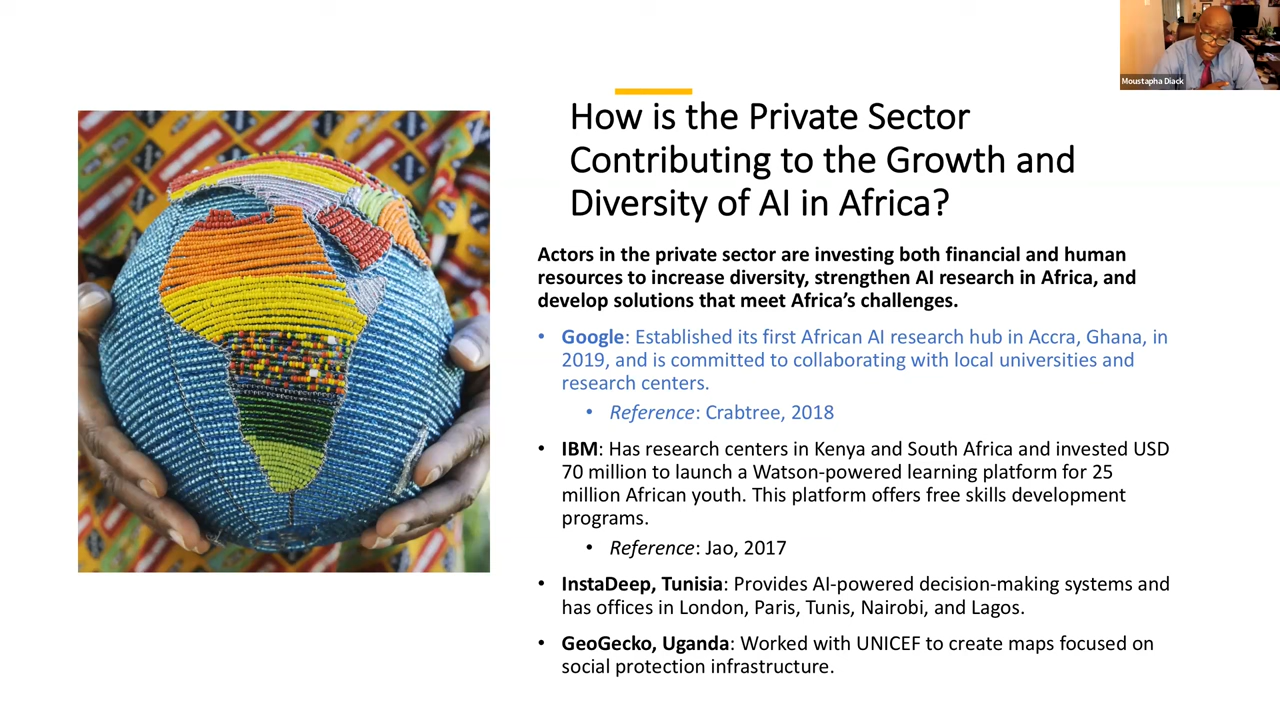 Moustapha Diack
How is the Private Sector
Contributing to the Growth and
Diversity of AI in Africa?
Actors in the private sector are investing both financial and human
resources to increase diversity, strengthen AI research in Africa, and
develop solutions that meet Africa’s challenges.
• Google: Established its first African AI research hub in Accra, Ghana, in
2019, and is committed to collaborating with local universities and
research centers.
• Reference: Crabtree, 2018
• IBM: Has research centers in Kenya and South Africa and invested USD
70 million to launch a Watson-powered learning platform for 25
million African youth. This platform offers free skills development
programs.
• Reference: Jao, 2017
• InstaDeep, Tunisia: Provides AI-powered decision-making systems and
has offices in London, Paris, Tunis, Nairobi, and Lagos.
• GeoGecko, Uganda: Worked with UNICEF to create maps focused on
social protection infrastructure.